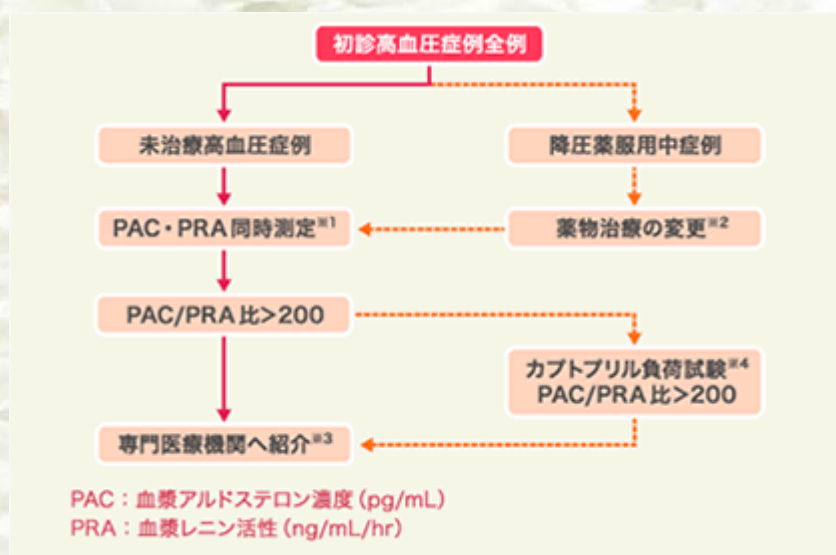 初診高血圧症例全例
未治療高血圧症例
降圧薬服用中症例
PAC・PRA同時測定※1
薬物治療の変更※2
PAC/PRA比>200
カプトプリル負荷試験※4
PAC/PRA比>200
専門医療機関へ紹介※3
PAC：血漿アルドステロン濃度（pg/mL）
PRA：血漿レニン活性（ng/mL/hr）